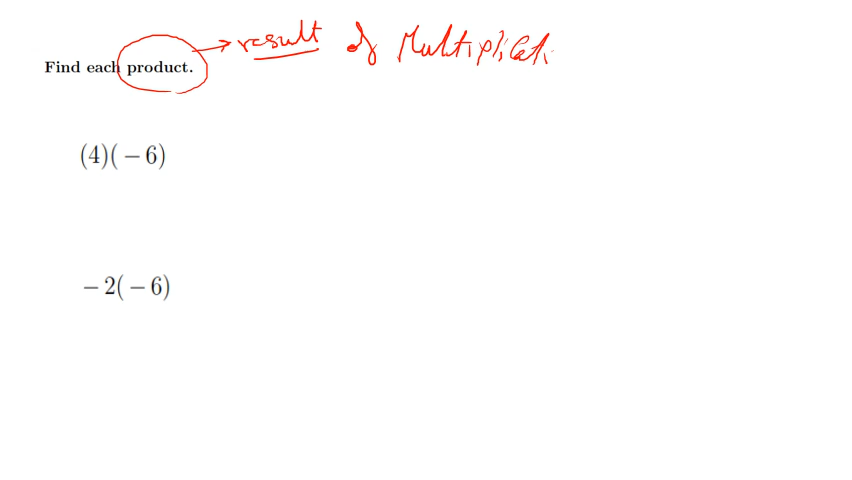 result of Multiplicati
Find each product.
(4)(−6)
−2(−6)